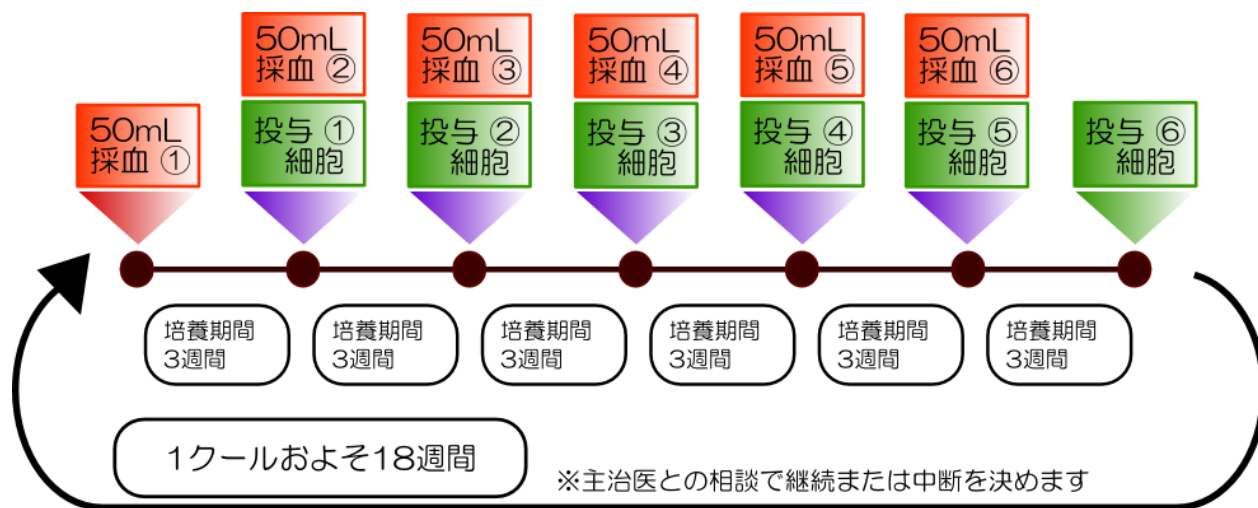 50mL
採血 ①
50mL
採血 ②
投与 ①
細胞
50mL
採血 ③
投与 ②
細胞
50mL
採血 ④
投与 ③
細胞
50mL
採血 ⑤
投与 ④
細胞
50mL
採血 ⑥
投与 ⑤
細胞
投与 ⑥
細胞
培養期間
3週間
培養期間
3週間
培養期間
3週間
培養期間
3週間
培養期間
3週間
培養期間
3週間
1クールおよそ18週間
※主治医との相談で継続または中断を決めます